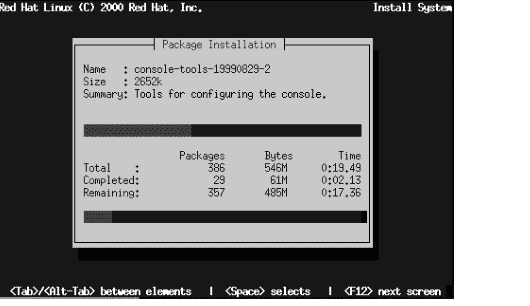 Red Hat Linux (C) 2000 Red Hat, Inc. Install System
Package Installation
Name : console-tools-19990829-2
Size : 2652k
Summary: Tools for configuring the console.
Packages Bytes Time
Total : 386 546M 0:19.49
Completed: 29 61M 0:02.13
Remaining: 357 485M 0:17.36
<Tab>/<Alt-Tab> between elements | <Space> selects | <F12> next screen